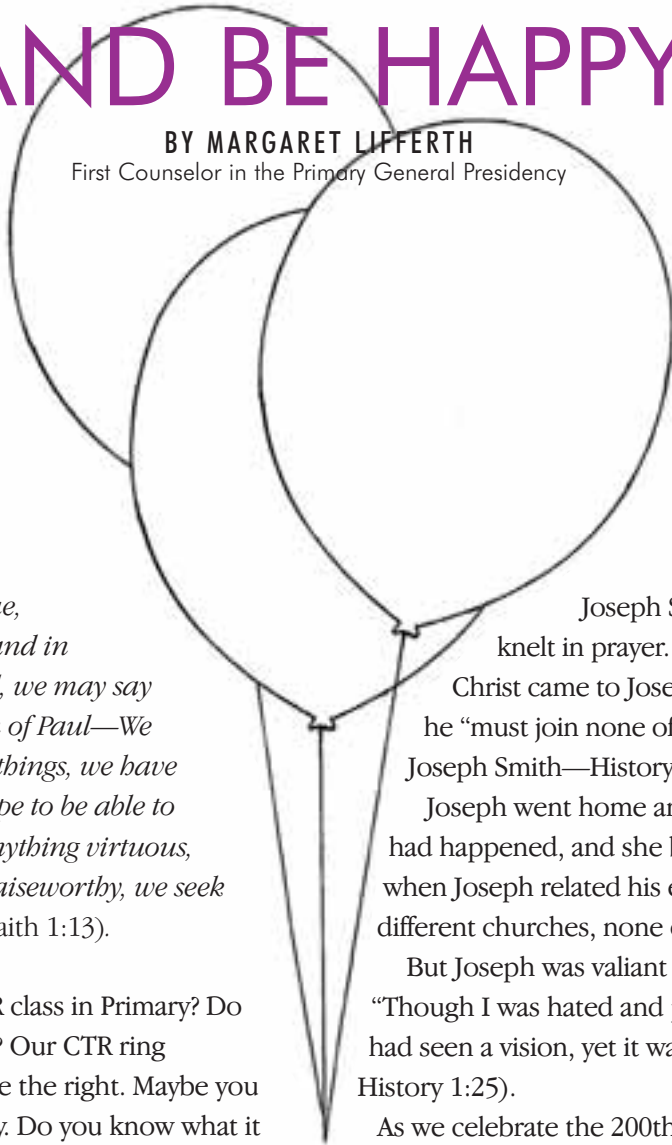 AND BE HAPPY
BY MARGARET LIFFERTH
First Counselor in the Primary General Presidency
and in
, we may say
of Paul—We
things, we have
pe to be able to
nything virtuous,
aiseworthy, we seek
aith 1:13).
R class in Primary? Do
? Our CTR ring
e the right. Maybe you
y. Do you know what it
Joseph S
knelt in prayer.
Christ came to Jose
he “must join none of
Joseph Smith—History
Joseph went home an
had happened, and she b
when Joseph related his e
different churches, none o
But Joseph was valiant
“Though I was hated and
had seen a vision, yet it wa
History 1:25).
As we celebrate the 200th